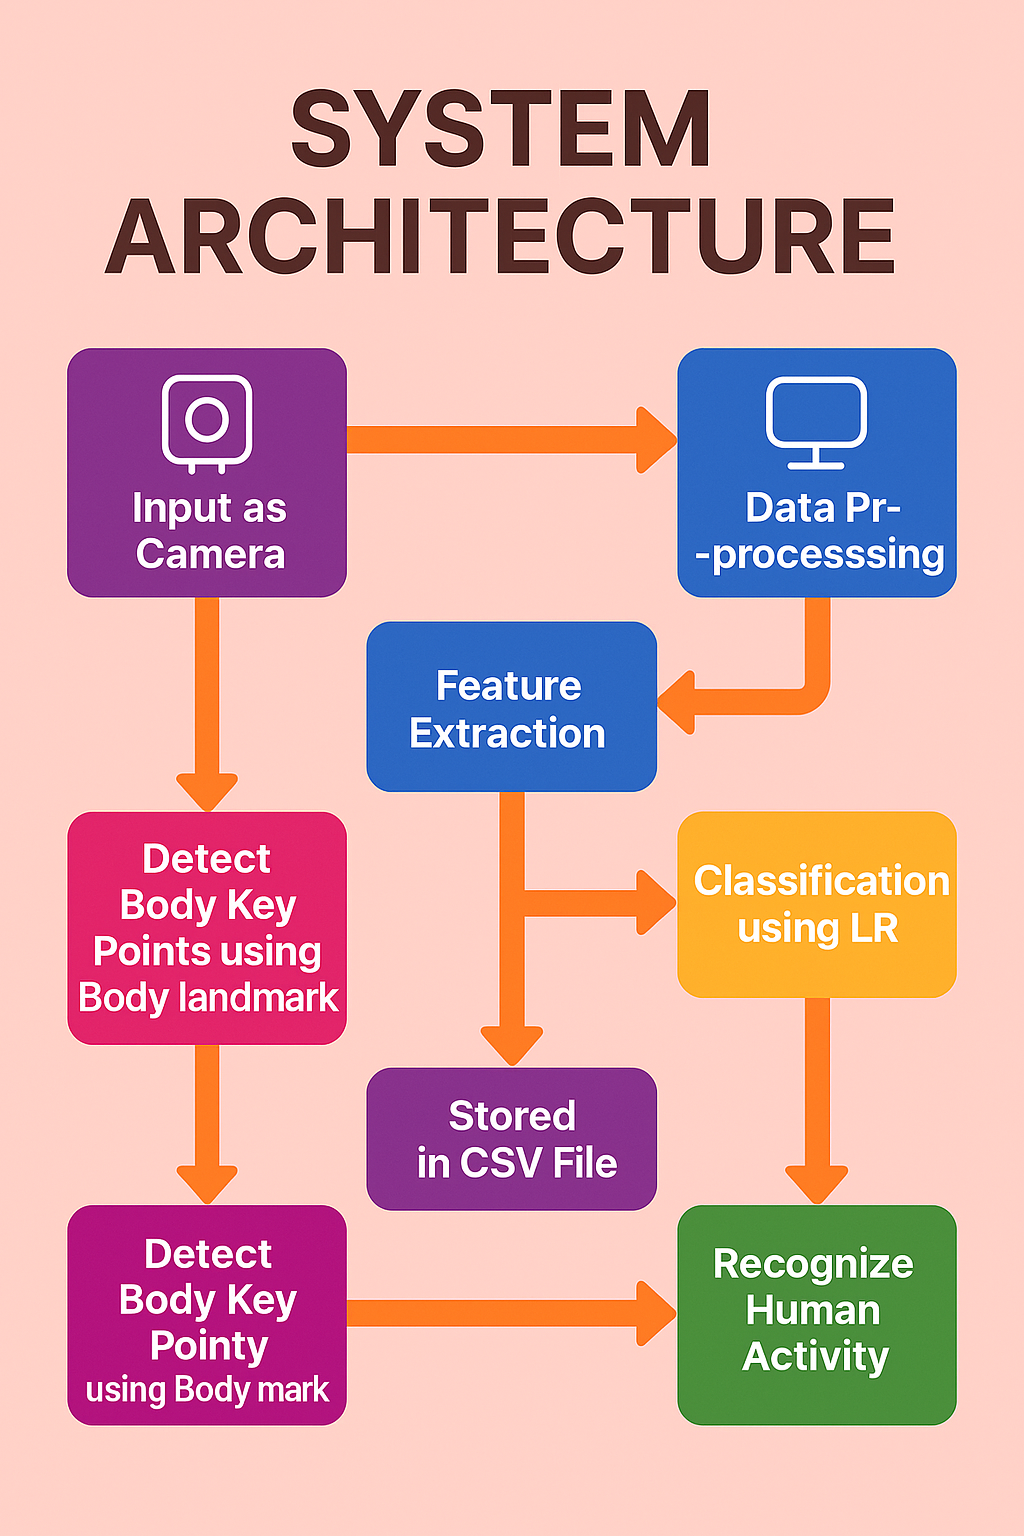 SYSTEM
ARCHITECTURE
Input as
Camera
Data Pr-
-processsing
Feature
Extraction
Detect
Body Key
Points using
Body landmark
Classification
using LR
Stored
in CSV File
Detect
Body Key
Pointy
using Body mark
Recognize
Human
Activity